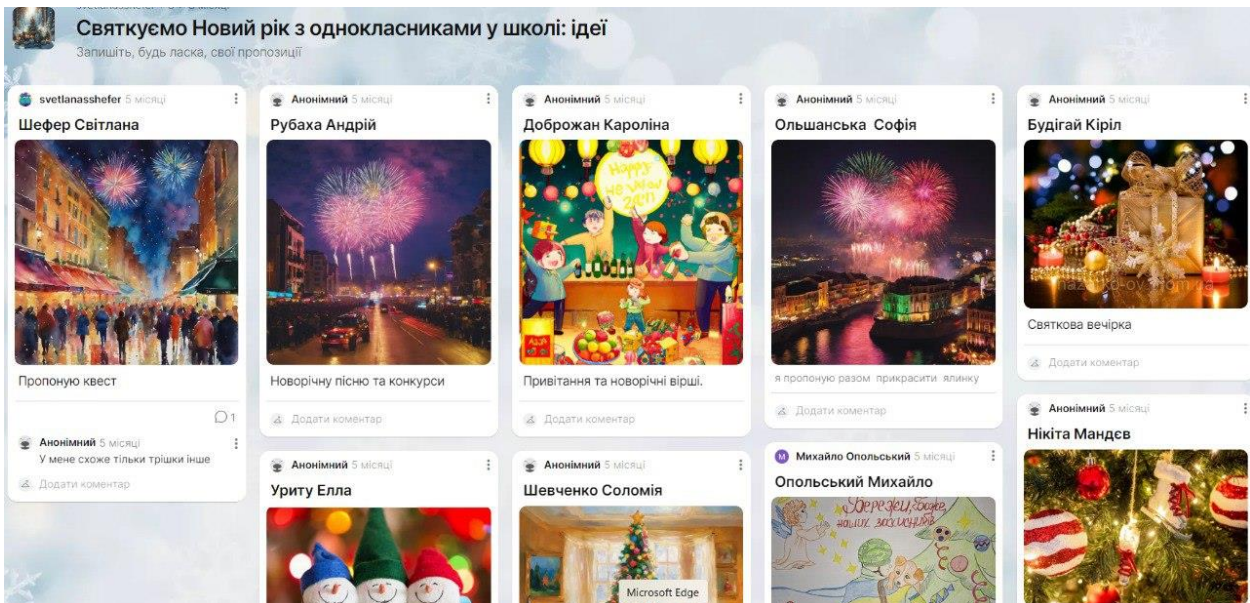 Святкуємо Новий рік з однокласниками у школі: ідеї
Запишіть, будь ласка, свої пропозиції
svetlanasshefer 5 місяці
Шефер Світлана
Пропоную квест
1
Анонімний 5 місяці
У мене схоже тільки трішки інше
Додати коментар
Анонімний 5 місяці
Рубаха Андрій
Новорічну пісню та конкурси
Додати коментар
Анонімний 5 місяці
Уриту Елла
Анонімний 5 місяці
Доброжан Кароліна
Happy
Привітання та новорічні вірші.
Додати коментар
Анонімний 5 місяці
Шевченко Соломія
Microsoft Edge
Анонімний 5 місяці
Ольшанська Софія
я пропоную разом прикрасити ялинку
Додати коментар
М
Михайло Опольський 5 місяці
Опольський Михайло
Бережи, Боже,
наших захисників
Анонімний 5 місяці
Будігай Кіріл
Святкова вечірка
Додати коментар
Анонімний 5 місяці
Нікіта Мандєв